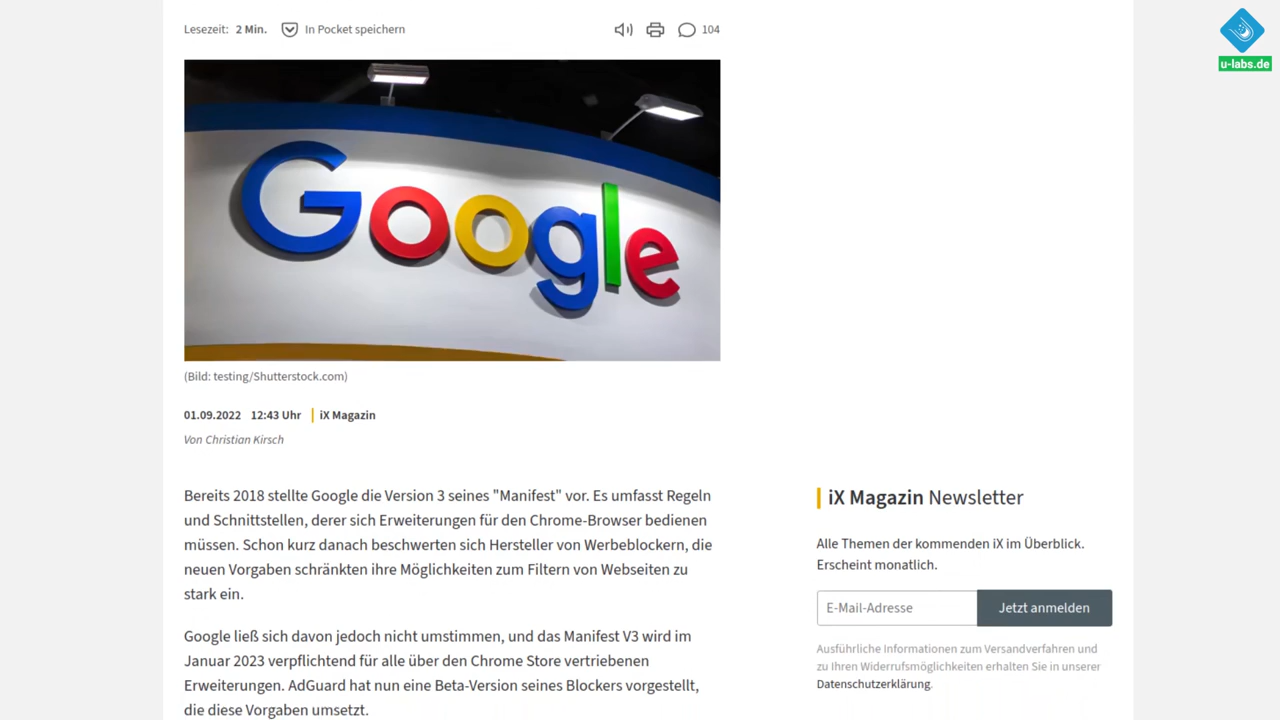 Lesezeit: 2 Min. In Pocket speichern 104
u-labs.de
Google
(Bild: testing/Shutterstock.com)
01.09.2022 12:43 Uhr iX Magazin
Von Christian Kirsch
Bereits 2018 stellte Google die Version 3 seines "Manifest" vor. Es umfasst Regeln
und Schnittstellen, derer sich Erweiterungen für den Chrome-Browser bedienen
müssen. Schon kurz danach beschwerten sich Hersteller von Werbeblockern, die
neuen Vorgaben schränkten ihre Möglichkeiten zum Filtern von Webseiten zu
stark ein.
Google ließ sich davon jedoch nicht umstimmen, und das Manifest V3 wird im
Januar 2023 verpflichtend für alle über den Chrome Store vertriebenen
Erweiterungen. AdGuard hat nun eine Beta-Version seines Blockers vorgestellt,
die diese Vorgaben umsetzt.
iX Magazin Newsletter
Alle Themen der kommenden iX im Überblick.
Erscheint monatlich.
E-Mail-Adresse Jetzt anmelden
Ausführliche Informationen zum Versandverfahren und
zu Ihren Widerrufsmöglichkeiten erhalten Sie in unserer
Datenschutzerklärung.